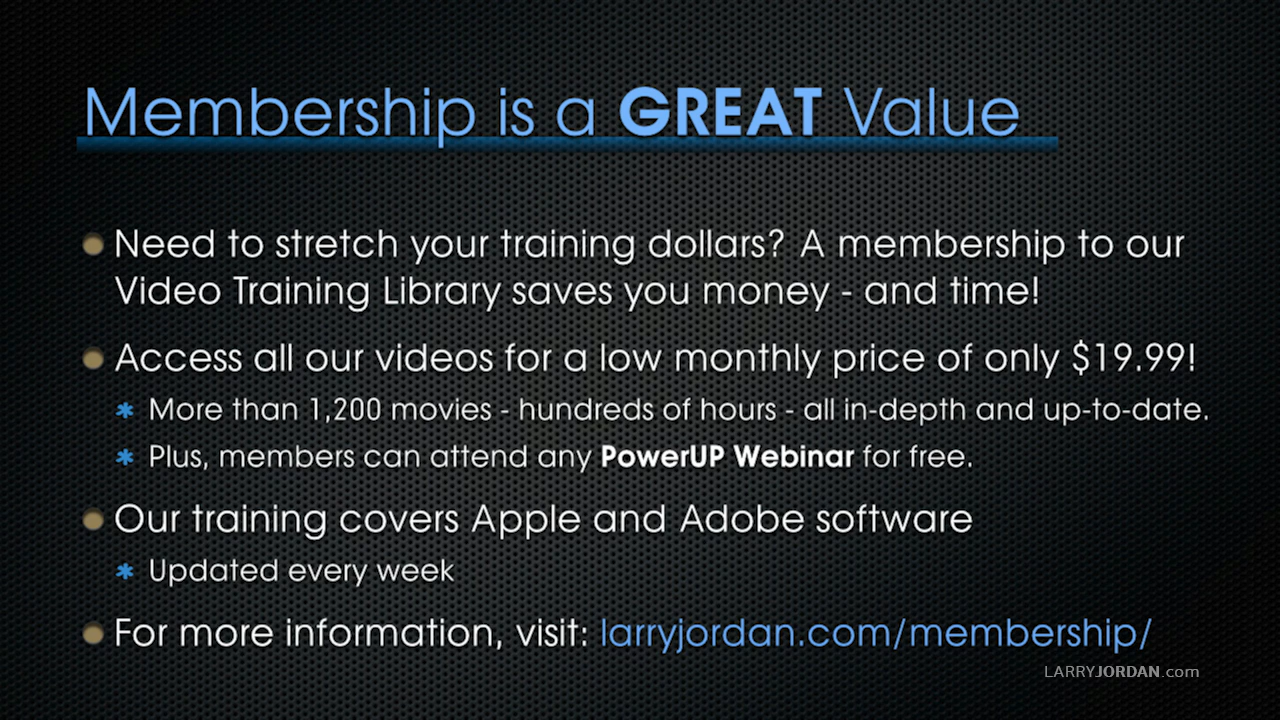 Membership is a GREAT Value
Need to stretch your training dollars? A membership to our
Video Training Library saves you money - and time!
Access all our videos for a low monthly price of only $19.99!
More than 1,200 movies - hundreds of hours - all in-depth and up-to-date.
Plus, members can attend any PowerUP Webinar for free.
Our training covers Apple and Adobe software
Updated every week
For more information, visit: larryjordan.com/membership/
LARRYJORDAN.com